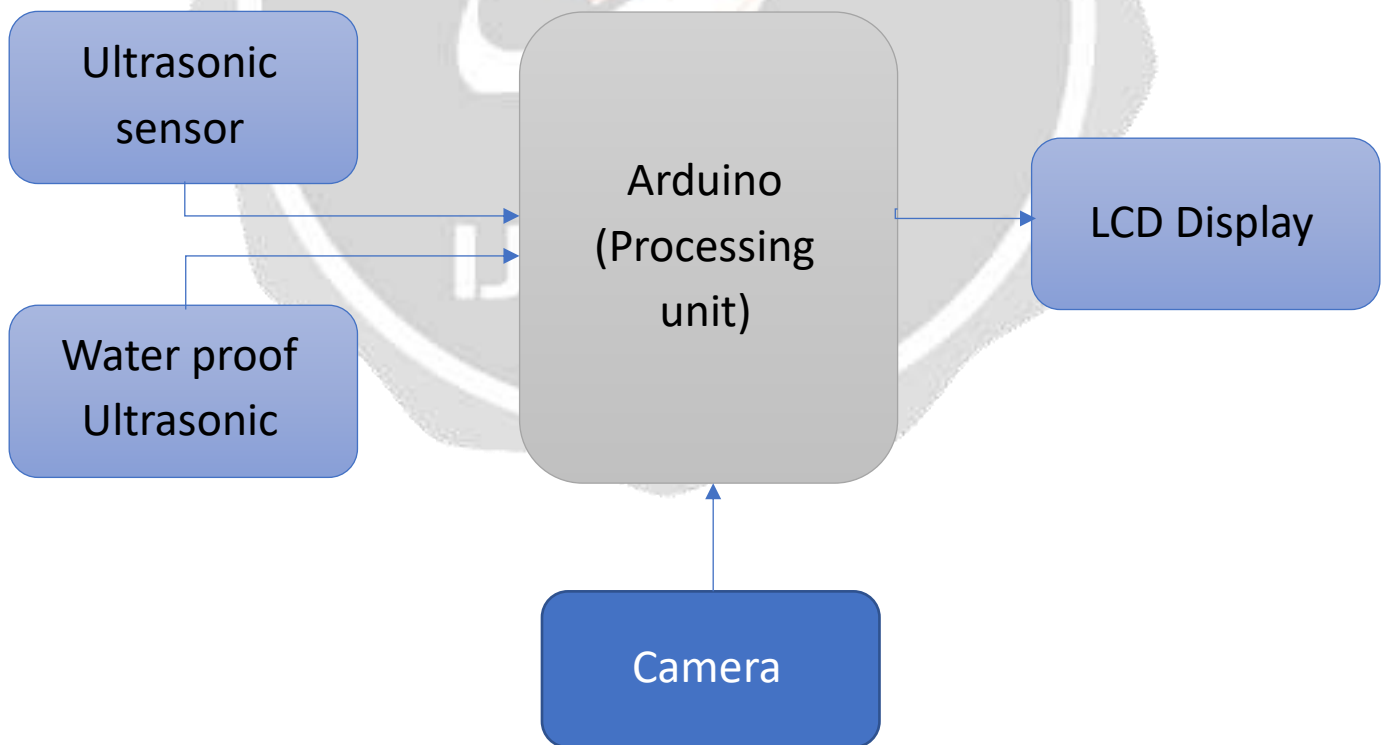 Ultrasonic
sensor
Arduino
(Processing
unit)
LCD Display
Water proof
Ultrasonic
Camera